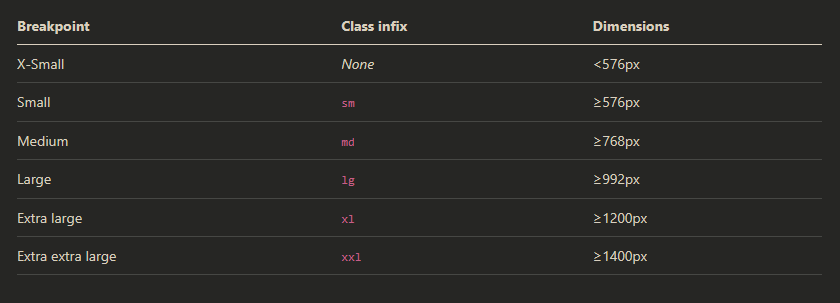 Breakpoint Class infix Dimensions
X-Small None <576px
Small sm ≥576px
Medium md ≥768px
Large lg ≥992px
Extra large xl ≥1200px
Extra extra large xxl ≥1400px